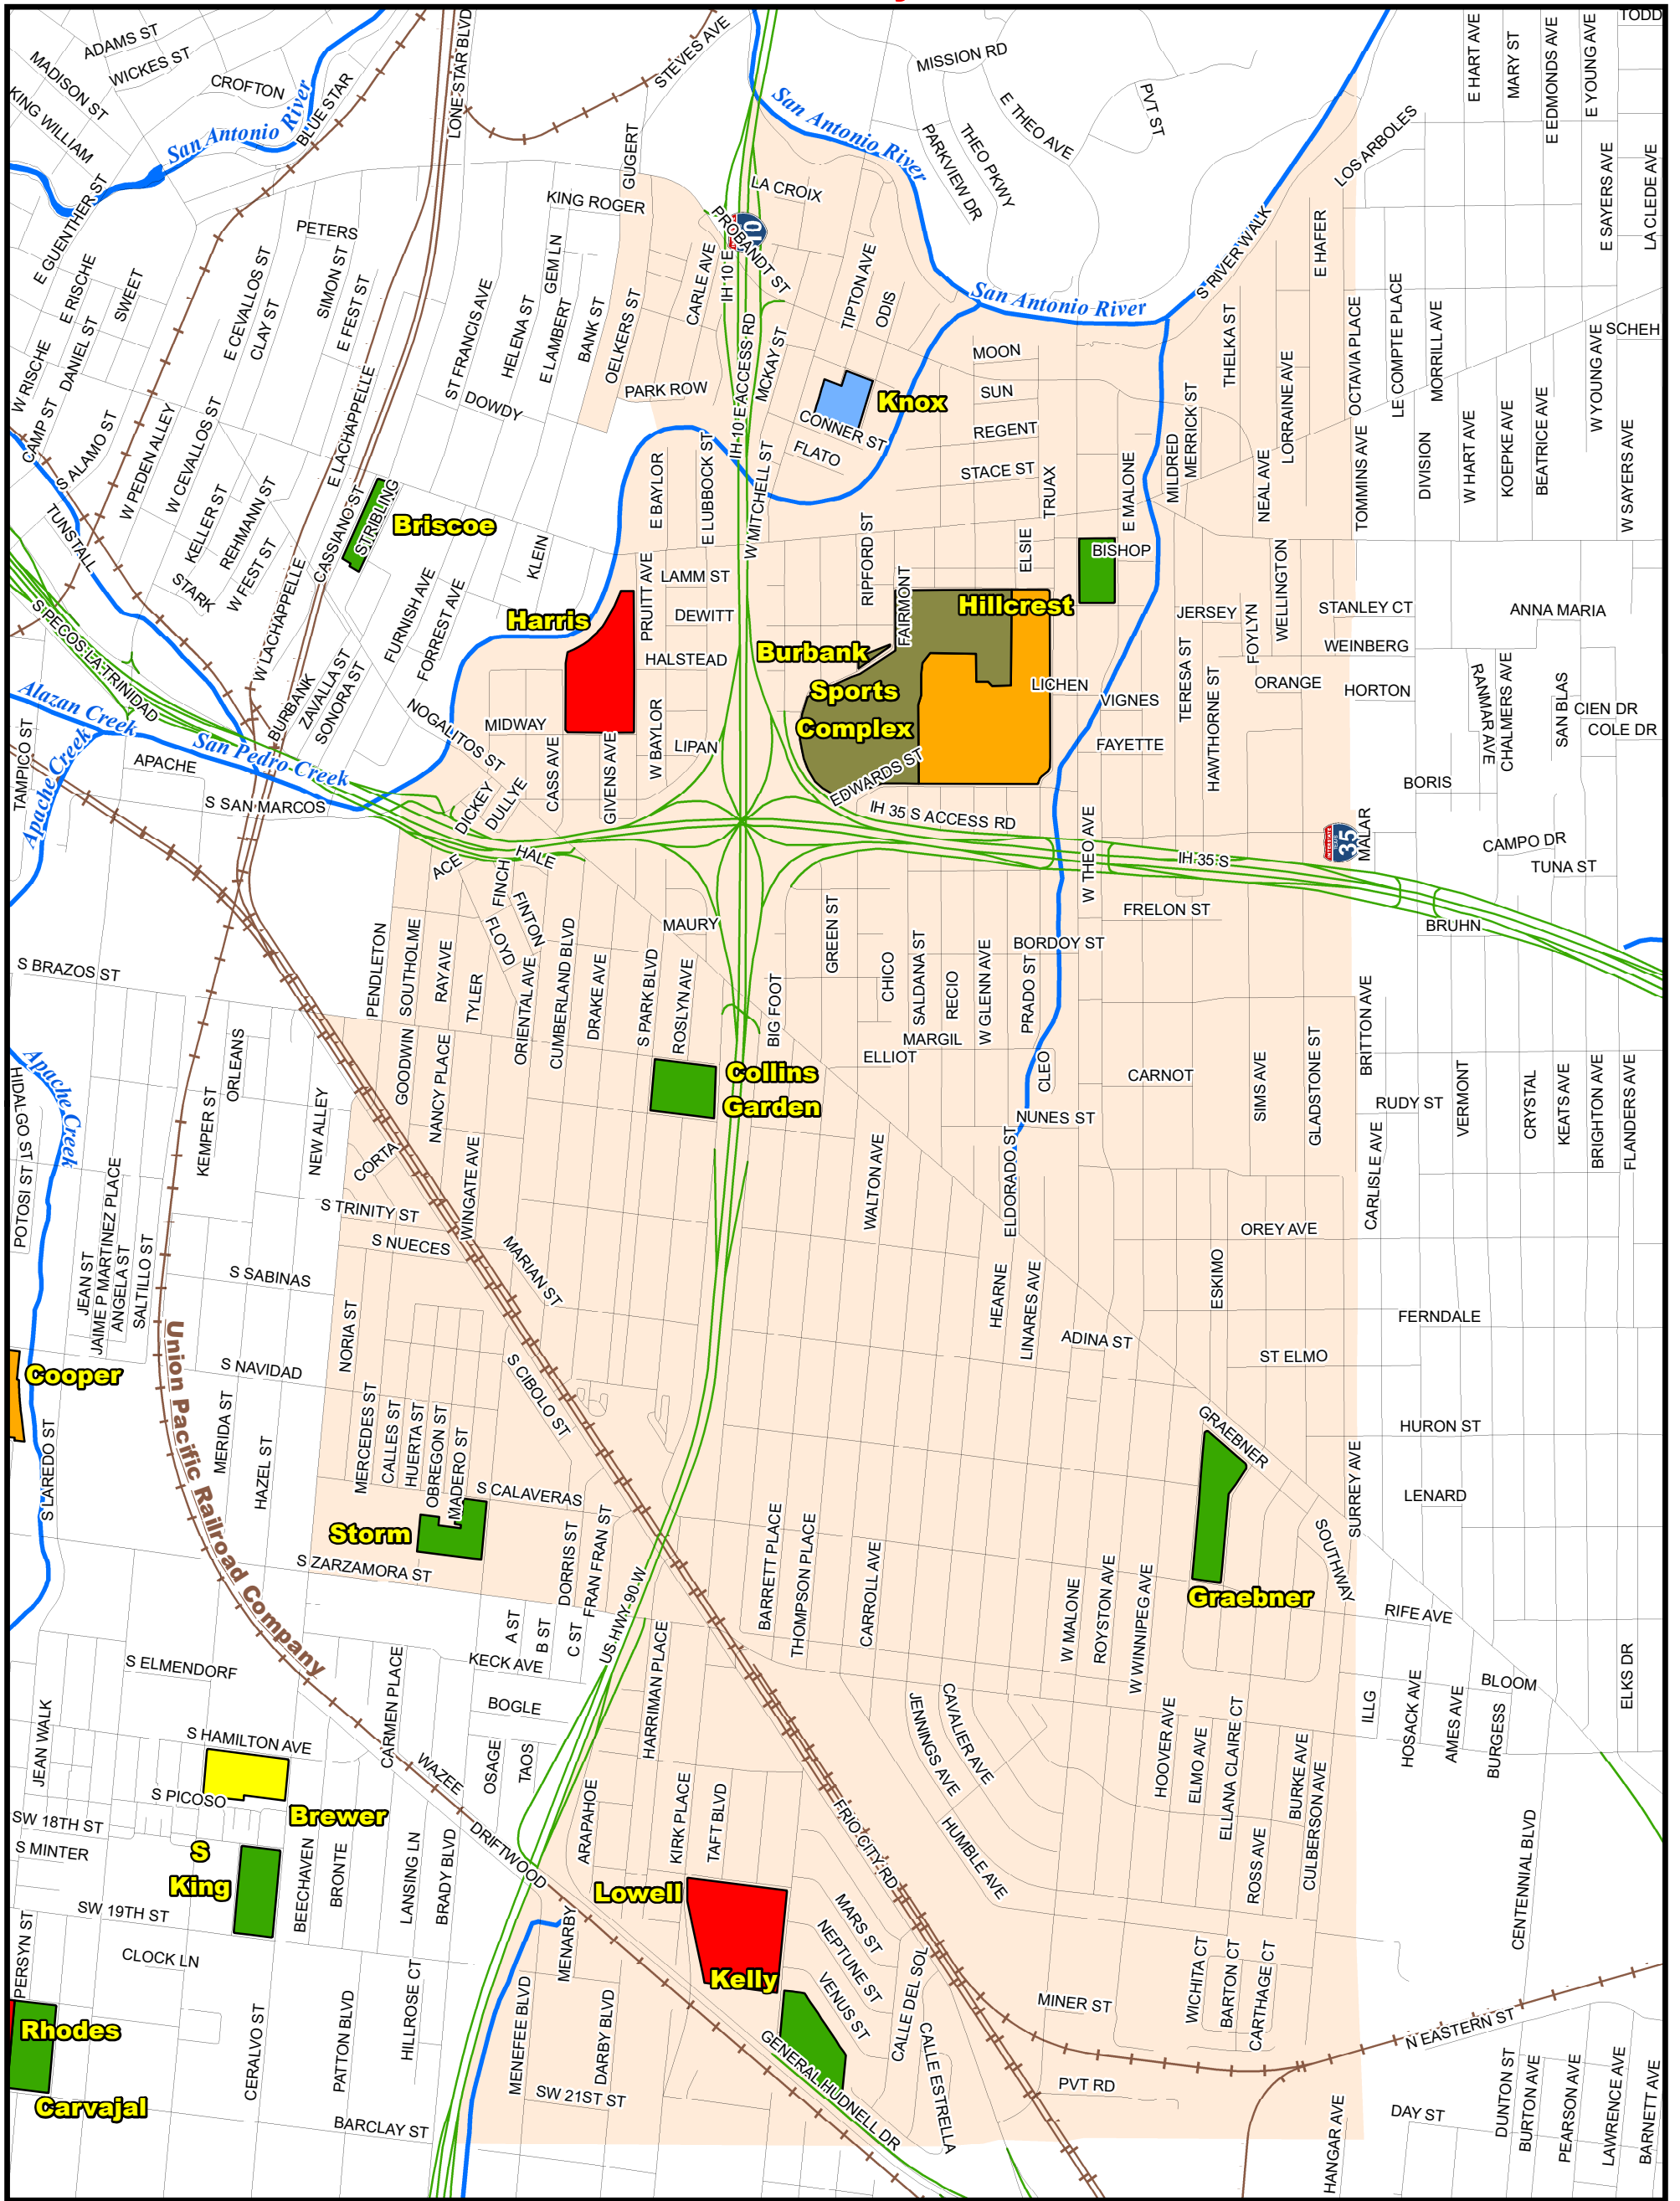 ADAMS ST
WICKES ST
MADISON ST
CROFTON
KING WILLIAM
San Antonio River
BLUE STAR
LONE STAR BLVD
STEVES AVE
San Antonio River
MISSION RD
E THEO AVE
PVT ST
THEO PKWY
PARKVIEW DR
LOS ARBOLES
E HART AVE
MARY ST
E EDMONDS AVE
E YOUNG AVE
TODD
E SAYERS AVE
LA CLEDE AVE
E GUENTHER ST
GUGERT
KING ROGER
LA CROIX
PROBANDT ST
10
IH 10 E
CARLE AVE
TIPTON AVE
ODIS
San Antonio River
S RIVER WALK
E HAFER
PETERS
E RISCHE
SWEET
E CEVALLOS ST
CLAY ST
SIMON ST
E FEST ST
ST FRANCIS AVE
HELENA ST
GEM LN
E LAMBERT
BANK ST
OELKERS ST
IH 10 E ACCESS RD
MCKAY ST
MOON
SUN
REGENT
STACE ST
THELKA ST
LORRAINE AVE
OCTAVIA PLACE
LE COMPTE PLACE
MORRILL AVE
SCHEH
W YOUNG AVE
W RISCHE
DANIEL ST
CAMP ST
S ALAMO ST
W PEDEN ALLEY
W CEVALLOS ST
KELLER ST
REHMANN ST
W FEST ST
STARK
TUNSTALL
E LACHAPPELLE
DOWDY
PARK ROW
Knox
CONNER ST
FLATO
E BAYLOR
E LUBBOCK ST
W MITCHELL ST
TRUAX
E MALONE
MILDRED
MERRICK ST
NEAL AVE
TOMMINS AVE
DIVISION
W HART AVE
KOEPKE AVE
BEATRICE AVE
W SAYERS AVE
CASSIANO ST
STRIBLING
Briscoe
KLEIN
W LACHAPPELLE
FURNISH AVE
FORREST AVE
BURBANK
ZAVALLA ST
SONORA ST
S PECOS LA TRINIDAD
Harris
PRUITT AVE
LAMM ST
DEWITT
HALSTEAD
RIPFORD ST
FAIRMONT
ELSIE
BISHOP
Hillcrest
Burbank
Sports
Complex
LICHEN
VIGNES
FAYETTE
JERSEY
TERESA ST
HAWTHORNE ST
FOYLYN
WELLINGTON
ORANGE
STANLEY CT
WEINBERG
HORTON
ANNA MARIA
RANMAR AVE
CHALMERS AVE
SAN BLAS
CIEN DR
COLE DR
BORIS
Alazan Creek
Apache Creek
San Pedro Creek
TAMPICO ST
APACHE
S SAN MARCOS
NOGALITOS ST
MIDWAY
CASS AVE
GIVENS AVE
W BAYLOR
LIPAN
DICKEY
DULLYE
EDWARDS ST
IH 35 S ACCESS RD
W THEO AVE
IH 35 S
35
MALAR
CAMPO DR
TUNA ST
ACE
HALE
FINCH
FINTON
FLOYD
MAURY
GREEN ST
FRELON ST
BRUHN
S BRAZOS ST
PENDLETON
SOUTHOLME
RAY AVE
TYLER
ORIENTAL AVE
CUMBERLAND BLVD
DRAKE AVE
S PARK BLVD
ROSLYN AVE
BIG FOOT
CHICO
SALDANA ST
RECIO
W GLENN AVE
PRADO ST
BORDOY ST
MARGIL
ELLIOT
CLEO
CARNOT
NUNES ST
SIMS AVE
GLADSTONE ST
BRITTON AVE
RUDY ST
VERMONT
CRYSTAL
KEATS AVE
BRIGHTON AVE
FLANDERS AVE
Apache Creek
HIDALGO ST
POTOSI ST
ORLEANS
KEMPER ST
NEW ALLEY
GOODWIN
NANCY PLACE
Collins
Garden
CORTA
WINGATE AVE
S TRINITY ST
S NUECES
MARIAN ST
WALTON AVE
ELDORADO ST
CARLISLE AVE
OREY AVE
JEAN ST
JAIME P MARTINEZ PLACE
ANGELA ST
SALTILLO ST
S SABINAS
HEARNE
LINARES AVE
ESKIMO
ADINA ST
FERNDALE
ST ELMO
Cooper
S LAREDO ST
Union Pacific Railroad Company
NORIA ST
S NAVIDAD
MERIDA ST
HAZEL ST
MERCEDES ST
CALLES ST
HUERTA ST
OBREGON ST
MADERO ST
S CIBOLO ST
S CALAVERAS
Storm
S ZARZAMORA ST
DORRIS ST
FRAN FRAN ST
GRAEBNER
Graebner
HURON ST
LENARD
SURREY AVE
SOUTHWAY
RIFE AVE
BLOOM
ELKS DR
BARRETT PLACE
THOMPSON PLACE
CARROLL AVE
W MALONE
ROYSTON AVE
W WINNIPEG AVE
US HWY 90 W
A ST
B ST
C ST
KECK AVE
BOGLE
S ELMENDORF
CARMEN PLACE
HARRIMAN PLACE
JENNINGS AVE
CAVALIER AVE
HOOVER AVE
ELMO AVE
ELLANA CLAIRE CT
BURKE AVE
CULBERSON AVE
ROSS AVE
ILLG
HOSACK AVE
AMES AVE
BURGESS
CENTENNIAL BLVD
JEAN WALK
S HAMILTON AVE
S PICOSO
Brewer
WAZEE
OSAGE
TAOS
SW 18TH ST
S MINTER
S
King
BEECHAVEN
BRONTE
LANSING LN
BRADY BLVD
DRIFTWOOD
ARAPAHOE
KIRK PLACE
TAFT BLVD
FRIO CITY RD
HUMBLE AVE
Lowell
Kelly
SW 19TH ST
PERSYN ST
CLOCK LN
MENARBY
MENEFEE BLVD
DARBY BLVD
MARS ST
NEPTUNE ST
VENUS ST
CALLE DEL SOL
CALLE ESTRELLA
MINER ST
WICHITA CT
BARTON CT
CARTHAGE CT
N EASTERN ST
Rhodes
Carvajal
CERALVO ST
PATTON BLVD
HILLROSE CT
BARCLAY ST
SW 21ST ST
GENERAL HUDNELL DR
PVT RD
HANGAR AVE
DAY ST
DUNTON ST
BURTON AVE
PEARSON AVE
LAWRENCE AVE
BARNETT AVE